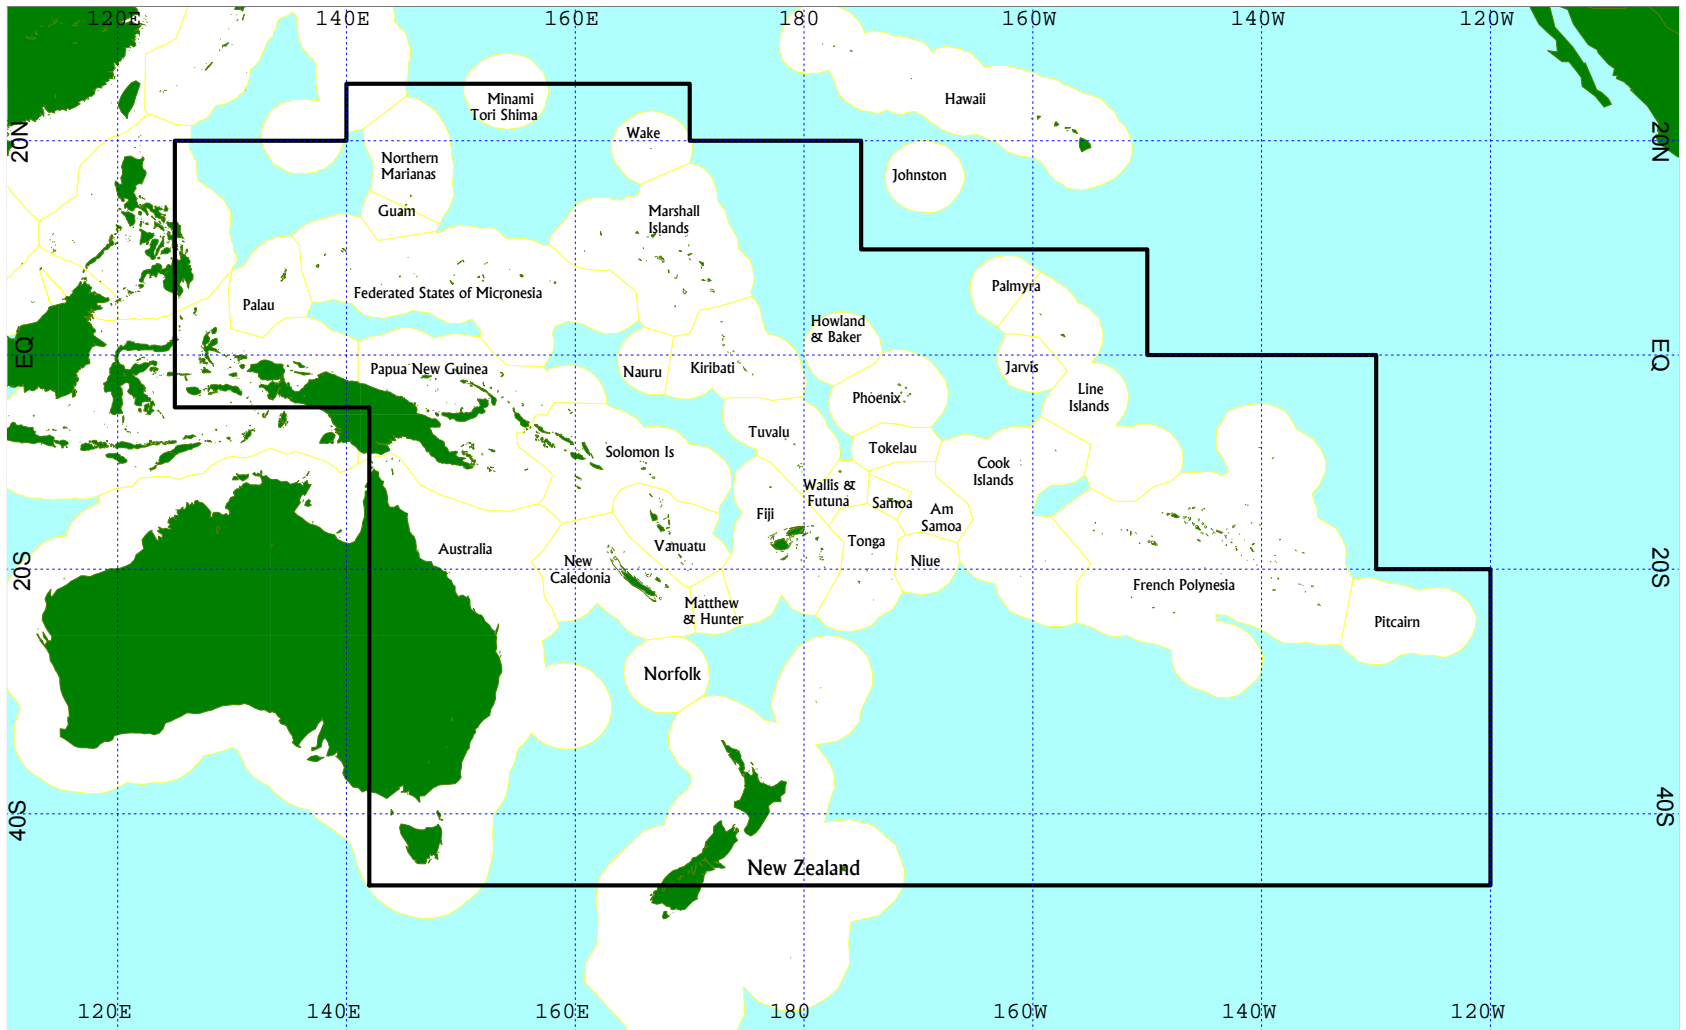 120E 140E 160E 180 160W 140W 120W
Minami
Tori Shima
Hawaii
Wake
20N
20N
Northern
Marianas
Johnston
Guam
Marshall
Islands
Palau
Federated States of Micronesia
Palmyra
Howland
& Baker
EQ
EQ
Papua New Guinea
Nauru
Kiribati
Jarvis
Phoenix
Line
Islands
Tuvalu
Solomon Is
Tokelau
Cook
Islands
Wallis &
Futuna
Samoa
Fiji
Am
Samoa
Australia
Vanuatu
Tonga
New
Caledonia
Niue
20S
20S
French Polynesia
Matthew
& Hunter
Pitcairn
Norfolk
40S
40S
New Zealand
120E 140E 160E 180 160W 140W 120W